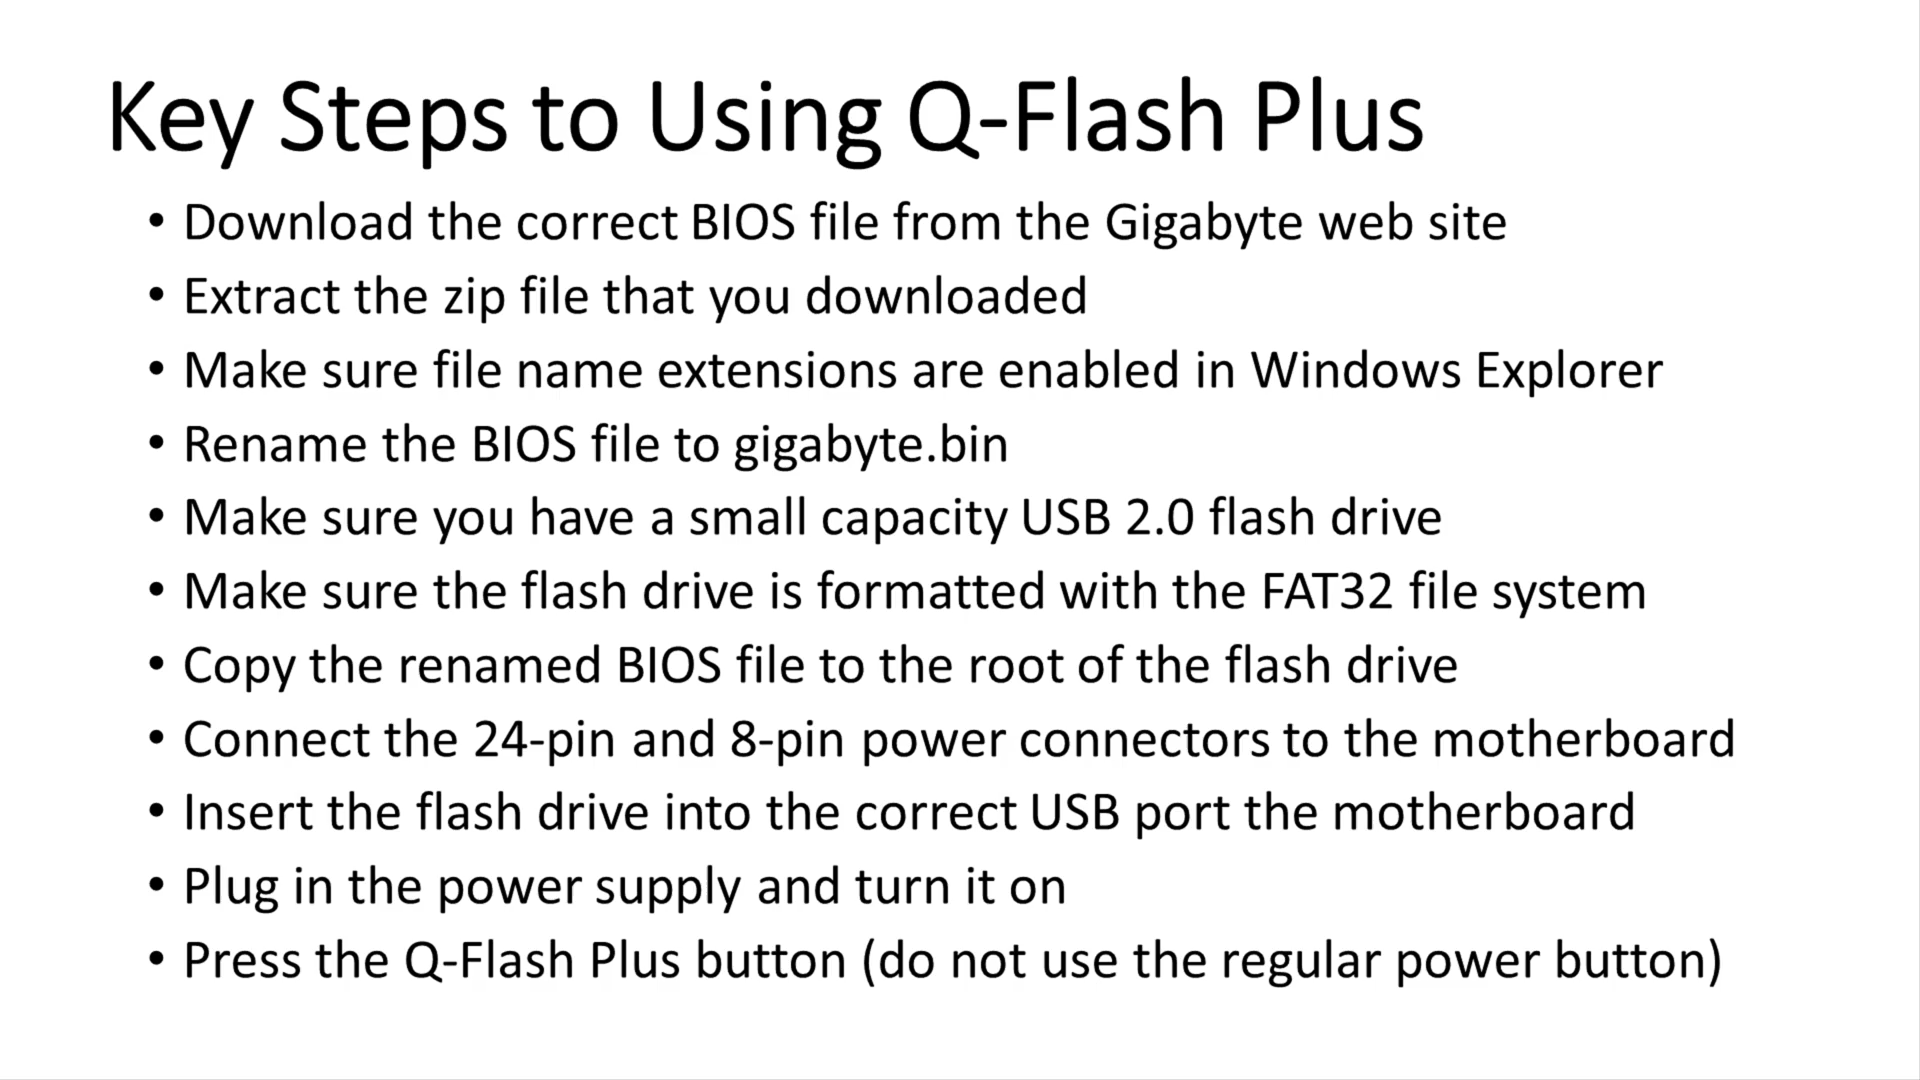 Key Steps to Using Q-Flash Plus
• Download the correct BIOS file from the Gigabyte web site
• Extract the zip file that you downloaded
• Make sure file name extensions are enabled in Windows Explorer
• Rename the BIOS file to gigabyte.bin
• Make sure you have a small capacity USB 2.0 flash drive
• Make sure the flash drive is formatted with the FAT32 file system
• Copy the renamed BIOS file to the root of the flash drive
• Connect the 24-pin and 8-pin power connectors to the motherboard
• Insert the flash drive into the correct USB port the motherboard
• Plug in the power supply and turn it on
• Press the Q-Flash Plus button (do not use the regular power button)